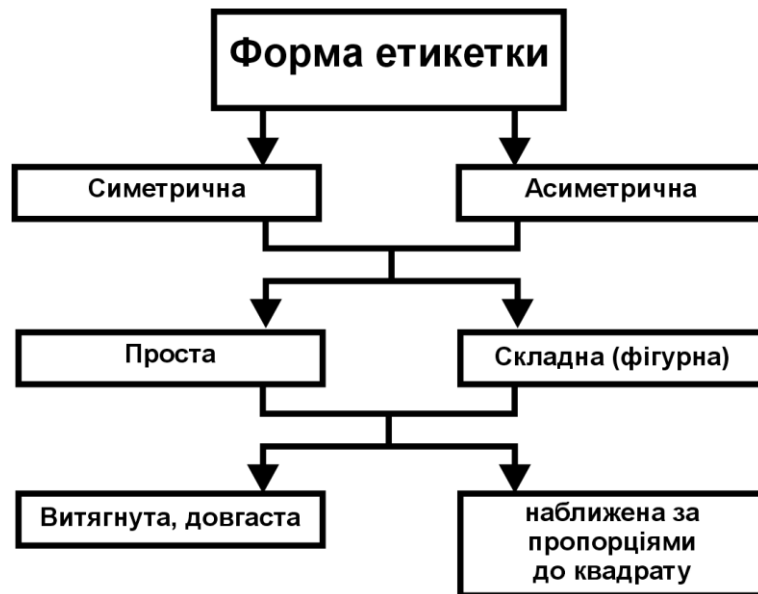 Форма етикетки
Симетрична
Асиметрична
Проста
Складна (фігурна)
Витягнута, довгаста
наближена за
пропорціями
до квадрату